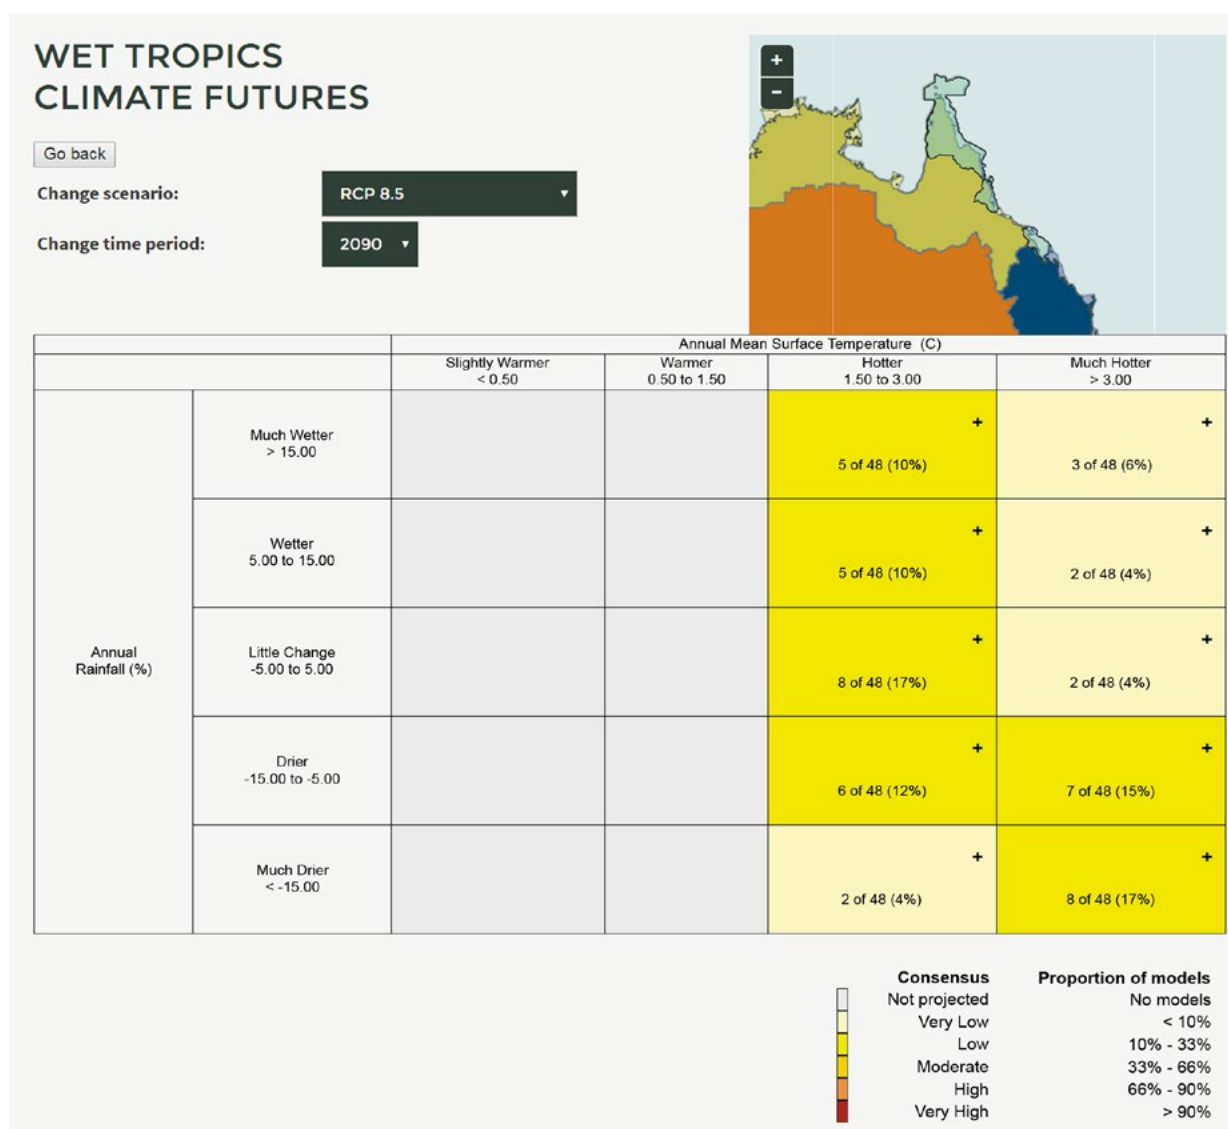 WET TROPICS
CLIMATE FUTURES
+
-
Go back
Change scenario:
RCP 8.5
Change time period:
2090
Annual Mean Surface Temperature (C)
Slightly Warmer
< 0.50
Warmer
0.50 to 1.50
Hotter
1.50 to 3.00
Much Hotter
> 3.00
Annual
Rainfall (%)
Much Wetter
> 15.00
+
5 of 48 (10%)
+
3 of 48 (6%)
Wetter
5.00 to 15.00
+
5 of 48 (10%)
+
2 of 48 (4%)
Little Change
-5.00 to 5.00
+
8 of 48 (17%)
+
2 of 48 (4%)
Drier
-15.00 to -5.00
+
6 of 48 (12%)
+
7 of 48 (15%)
Much Drier
< -15.00
+
2 of 48 (4%)
+
8 of 48 (17%)
Consensus Proportion of models
Not projected No models
Very Low < 10%
Low 10% - 33%
Moderate 33% - 66%
High 66% - 90%
Very High > 90%